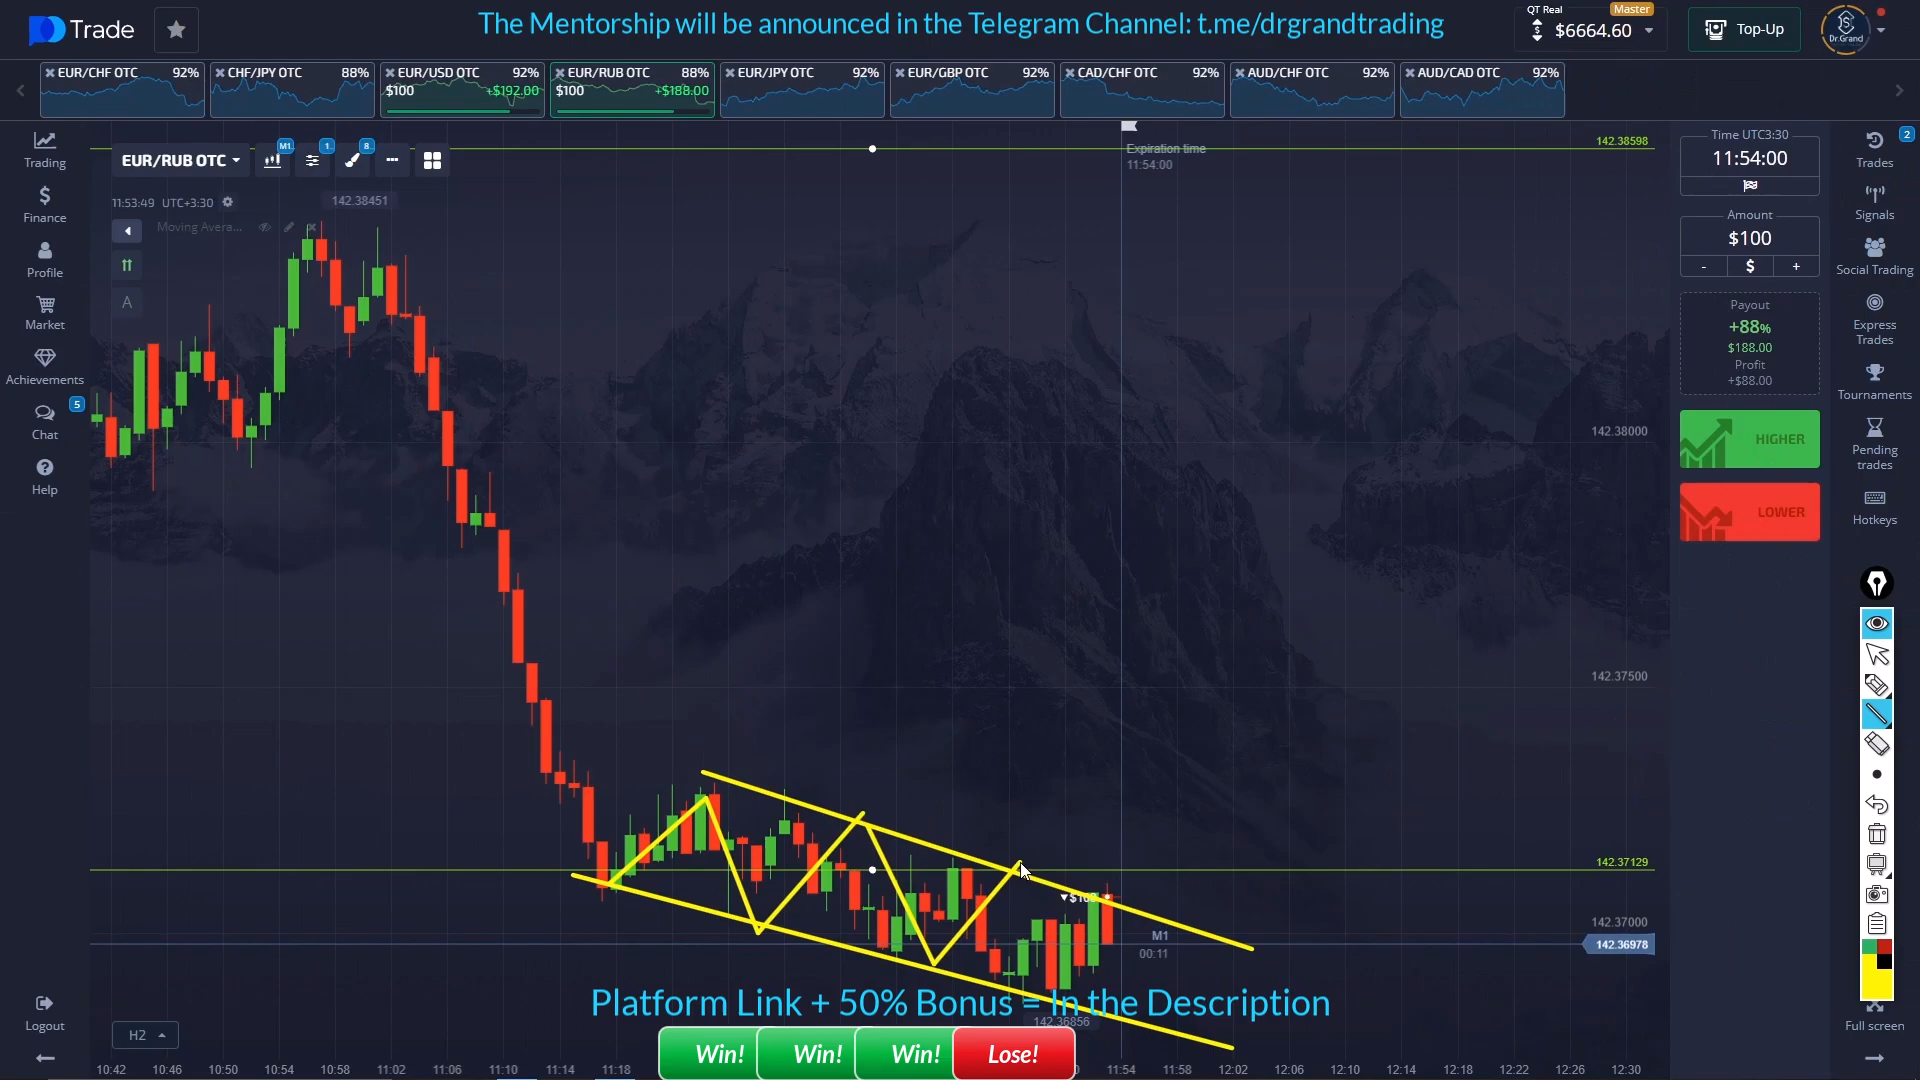 Trade
The Mentorship will be announced in the Telegram Channel: t.me/drgrandtrading
QT Real
Master
$6664.60
Top-Up
Dr.Grand
EUR/CHF OTC 92%
CHF/JPY OTC 88%
EUR/USD OTC 92%
$100 +$192.00
EUR/RUB OTC 88%
$100 +$188.00
EUR/JPY OTC 92%
EUR/GBP OTC 92%
CAD/CHF OTC 92%
AUD/CHF OTC 92%
AUD/CAD OTC 92%
Trading
Finance
Profile
Market
Achievements
5
Chat
Help
Logout
EUR/RUB OTC
M1
1
8
11:53:49 UTC+3:30
142.38451
Moving Avera...
A
Expiration time
11:54:00
142.38598
142.38000
142.37500
142.37129
142.37000
142.36978
M1
00:11
142.36856
Platform Link + 50% Bonus = In the Description
H2
Win! Win! Win! Lose!
10:42 10:46 10:50 10:54 10:58 11:02 11:06 11:10 11:14 11:18 11:54 11:58 12:02 12:06 12:10 12:14 12:18 12:22 12:26 12:30
Time UTC3:30
11:54:00
Amount
$100
- $ +
Payout
+88%
$188.00
Profit
+$88.00
HIGHER
LOWER
2
Trades
Signals
Social Trading
Express
Trades
Tournaments
Pending
trades
Hotkeys
Full screen